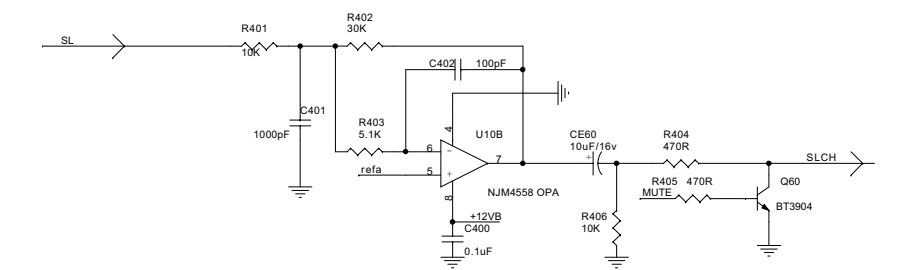 SL
R401
10K
R402
30K
C401
1000pF
C402
100pF
R403
5.1K
refa
4
U10B
6
5
7
8
NJM4558 OPA
+12VB
C400
0.1uF
CE60
10uF/16v
+
R404
470R
SLCH
R405 470R
MUTE
Q60
BT3904
R406
10K